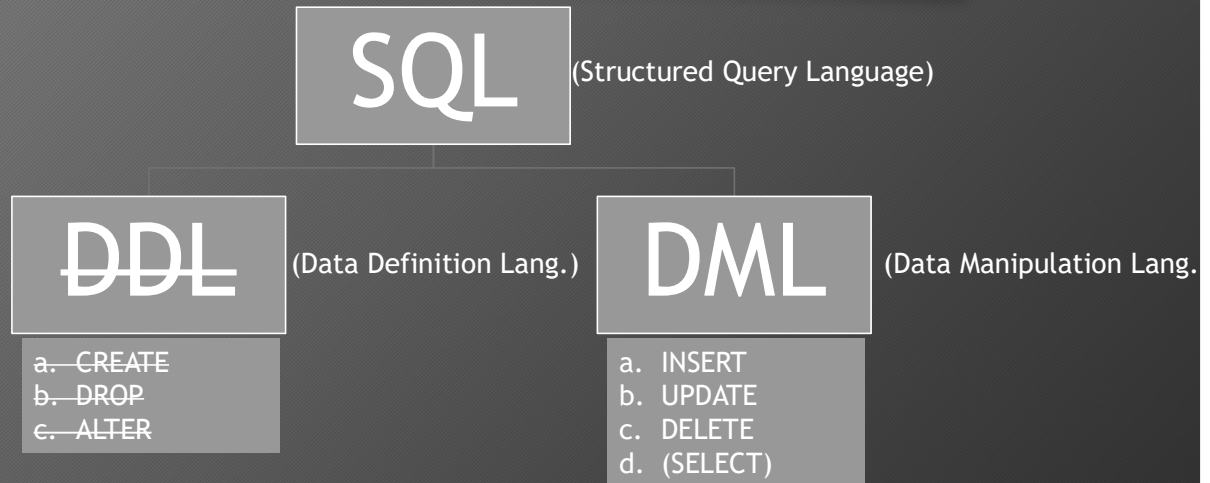 SQL
(Structured Query Language)
DDL
(Data Definition Lang.)
a. CREATE
b. DROP
c. ALTER
DML
(Data Manipulation Lang.
a. INSERT
b. UPDATE
c. DELETE
d. (SELECT)